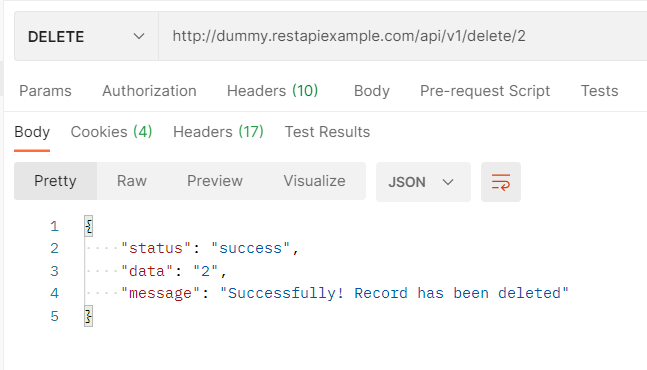 DELETE http://dummy.restapiexample.com/api/v1/delete/2
Params Authorization Headers (10) Body Pre-request Script Tests
Body Cookies (4) Headers (17) Test Results
Pretty Raw Preview Visualize JSON
1 {
2 "status": "success",
3 "data": "2",
4 "message": "Successfully! Record has been deleted"
5 }